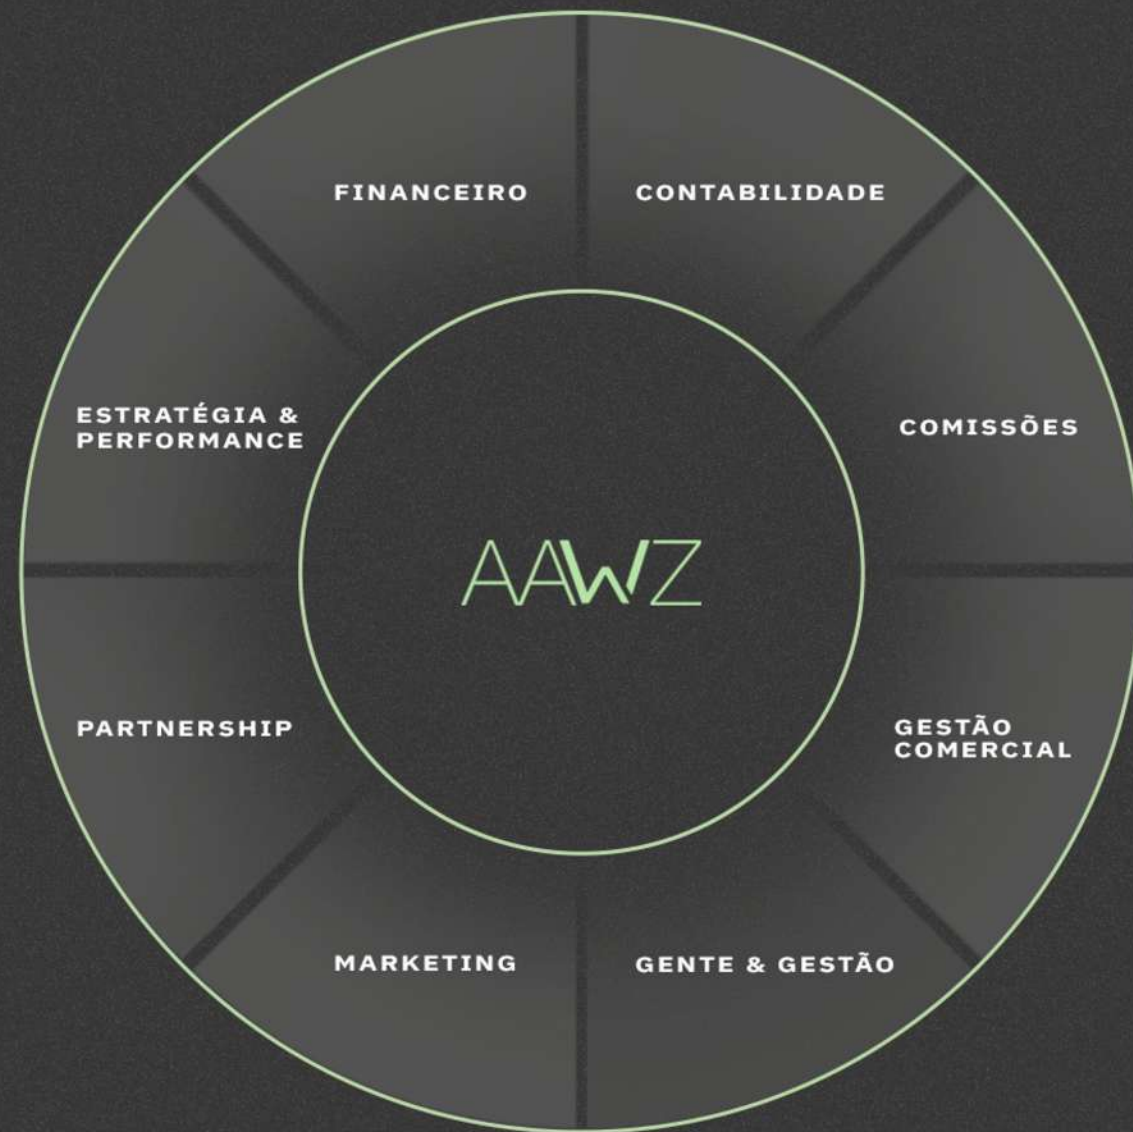 FINANCEIRO
CONTABILIDADE
ESTRATÉGIA &
PERFORMANCE
COMISSÕES
AAWZ
PARTNERSHIP
GESTÃO
COMERCIAL
MARKETING
GENTE & GESTÃO